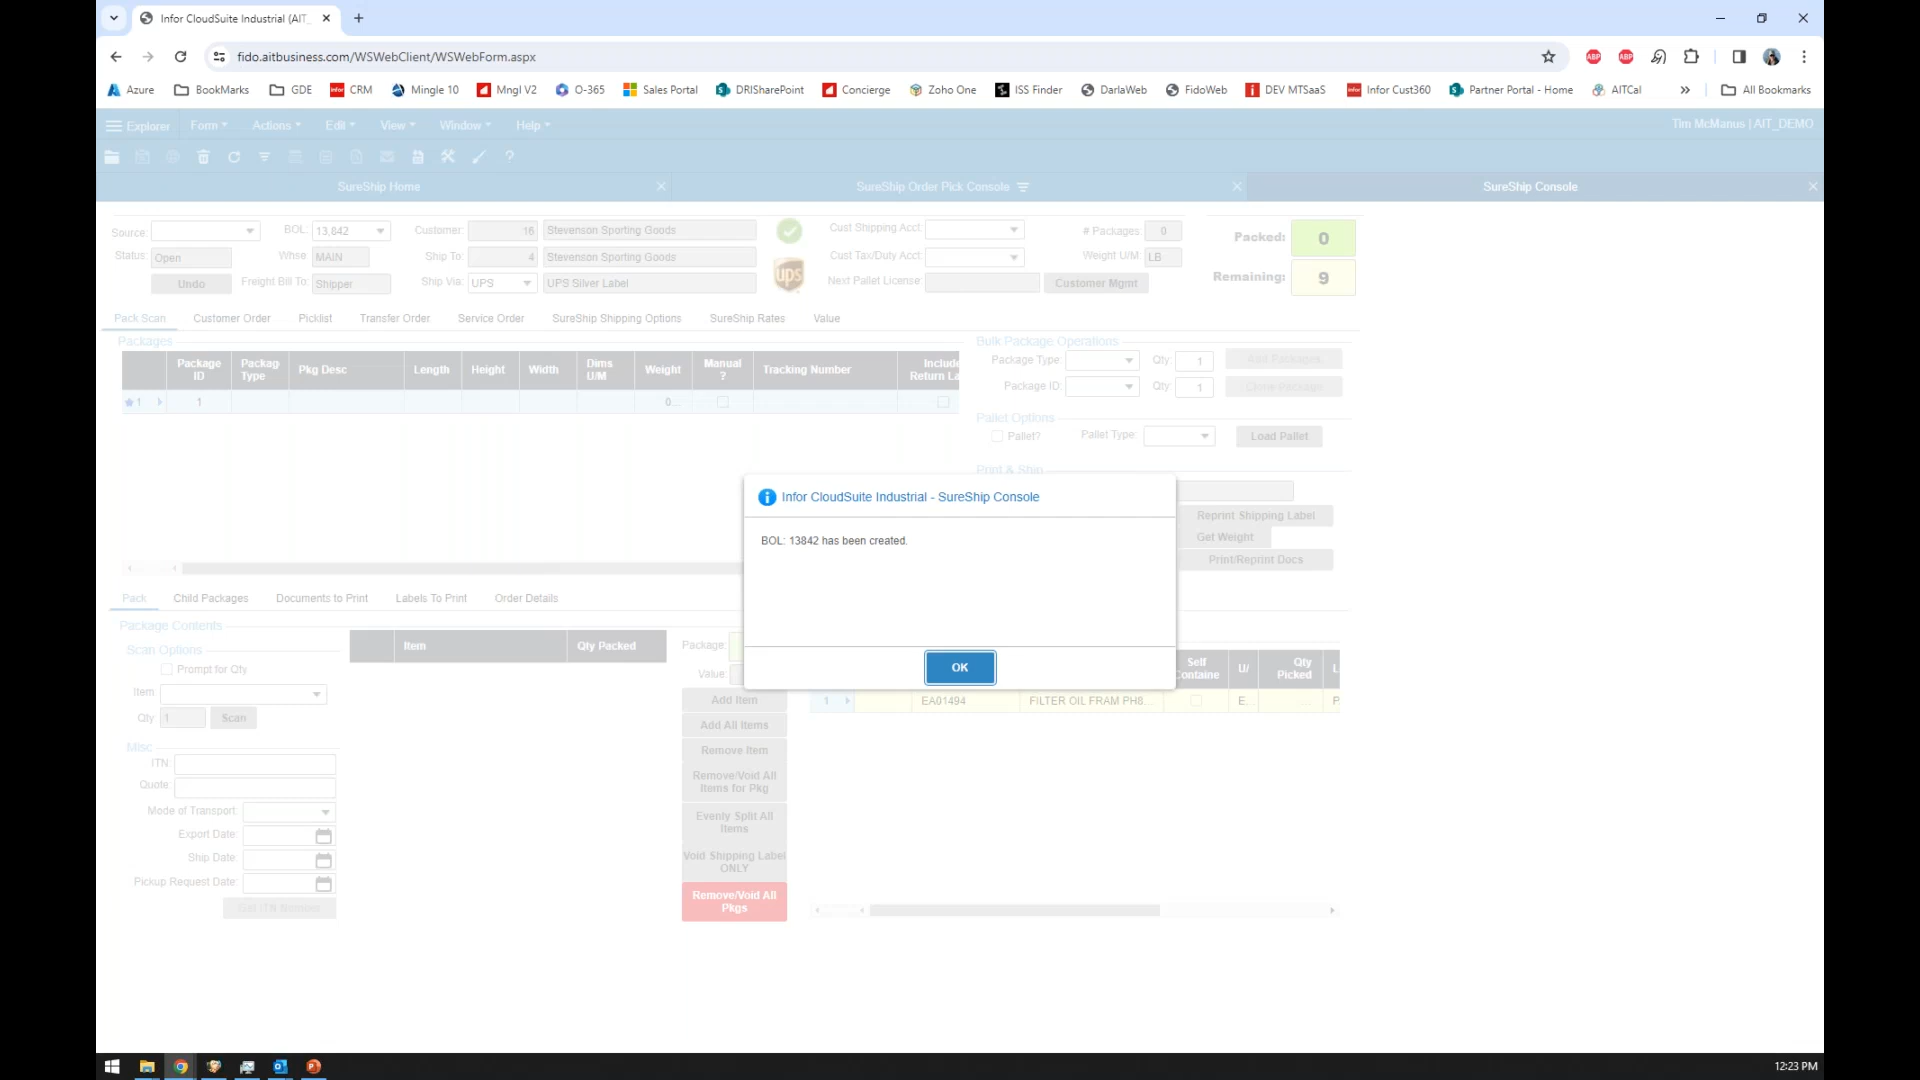 Infor CloudSuite Industrial (AIT_
fido.aitbusiness.com/WSWebClient/WSWebForm.aspx
Azure BookMarks GDE CRM Mingle 10 Mngl V2 O-365 Sales Portal DRISharePoint Concierge Zoho One ISS Finder DarlaWeb FidoWeb DEV MTSaaS Infor Cust360 Partner Portal - Home AITCal » All Bookmarks
Explorer Form Actions Edit View Window Help Tim McManus | AIT_DEMO
SureShip Home SureShip Order Pick Console SureShip Console
Source: BOL: 13,842 Customer: 16 Stevenson Sporting Goods Cust Shipping Acct: # Packages: 0 Packed: 0
Status: Open Whse: MAIN Ship To: 4 Stevenson Sporting Goods Cust Tax/Duty Acct: Weight U/M: LB Remaining: 9
Undo Freight Bill To: Shipper Ship Via: UPS UPS Silver Label ups Next Pallet License: Customer Mgmt
Pack Scan Customer Order Picklist Transfer Order Service Order SureShip Shipping Options SureShip Rates Value
Packages
Package ID Packag Type Pkg Desc Length Height Width Dims U/M Weight Manual ? Tracking Number Include Return La
1 1 0...
Bulk Package Operations
Package Type: Qty: 1 Add Packages
Package ID: Qty: 1 Clone Package
Pallet Options
Pallet? Pallet Type: Load Pallet
Print & Ship
Reprint Shipping Label
Get Weight
Print/Reprint Docs
Infor CloudSuite Industrial - SureShip Console
BOL: 13842 has been created.
OK
Pack Child Packages Documents to Print Labels To Print Order Details
Package Contents
Scan Options
Prompt for Qty
Item
Qty: 1 Scan
Misc
ITN:
Quote:
Mode of Transport:
Export Date:
Ship Date:
Pickup Request Date:
Item Qty Packed
Package:
Value:
Add Item
Add All Items
Remove Item
Remove/Void All Items for Pkg
Evenly Split All Items
Void Shipping Label ONLY
Remove/Void All Pkgs
Self Containe U/ Qty Picked L
1 EA01494 FILTER OIL FRAM PH8... E... ... P
12:23 PM